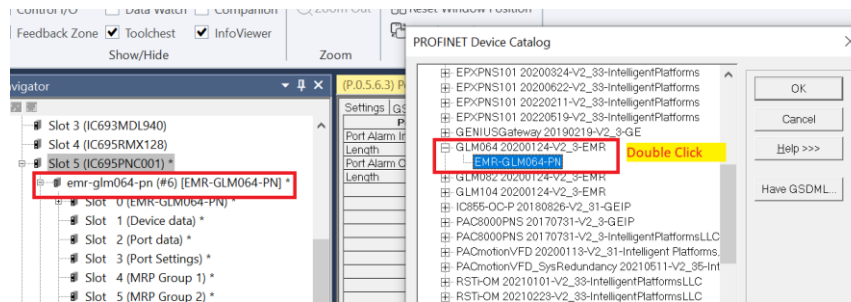 Control I/O Data Watch Companion Zoom Out Reset Window Position
Feedback Zone Toolchest InfoViewer
Show/Hide Zoom
PROFINET Device Catalog
vigator
(P.0.5.6.3)
Settings
Port Alarm
Length
Port Alarm
Length
Slot 3 (IC693MDL940)
Slot 4 (IC695RMX128)
Slot 5 (IC695PNC001) *
emr-glm064-pn (#6) [EMR-GLM064-PN] *
Slot 0 (EMR-GLM064-PN) *
Slot 1 (Device data) *
Slot 2 (Port data) *
Slot 3 (Port Settings) *
Slot 4 (MRP Group 1) *
Slot 5 (MRP Group 2) *
EPXPNS101 20200324-V2_33-IntelligentPlatforms
EPXPNS101 20200622-V2_33-IntelligentPlatforms
EPXPNS101 20220211-V2_33-IntelligentPlatforms
EPXPNS101 20220519-V2_33-IntelligentPlatforms
GENIUSGateway 20190219-V2_3-GE
GLM064 20200124-V2_3-EMR
EMR-GLM064-PN
Double Click
GLM082 20200124-V2_3-EMR
GLM104 20200124-V2_3-EMR
IC855-OC-P 20180826-V2_31-GEIP
PAC8000PNS 20170731-V2_3-GEIP
PAC8000PNS 20170731-V2_3-IntelligentPlatformsLLC
PACmotionVFD 20200113-V2_31-Intelligent Platforms,
PACmotionVFD_SysRedundancy 20210511-V2_35-Int
RSTi-OM 20210101-V2_33-IntelligentPlatformsLLC
RSTi-OM 20210223-V2_33-IntelligentPlatformsLLC
OK
Cancel
Help >>>
Have GSDML...